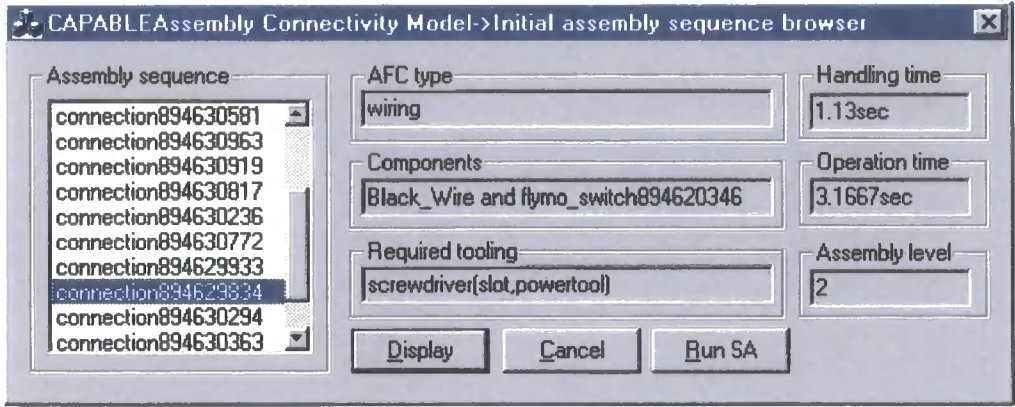 CAPABLEAssembly Connectivity Model->Initial assembly sequence browser
Assembly sequence
connection894630581
connection894630963
connection894630919
connection894630817
connection894630236
connection894630772
connection894629933
connection894629834
connection894630294
connection894630363
AFC type
wiring
Components
Black_Wire and flymo_switch894620346
Required tooling
screwdriver(slot,powertool)
Handling time
1.13sec
Operation time
3.1667sec
Assembly level
2
Display
Cancel
Run SA